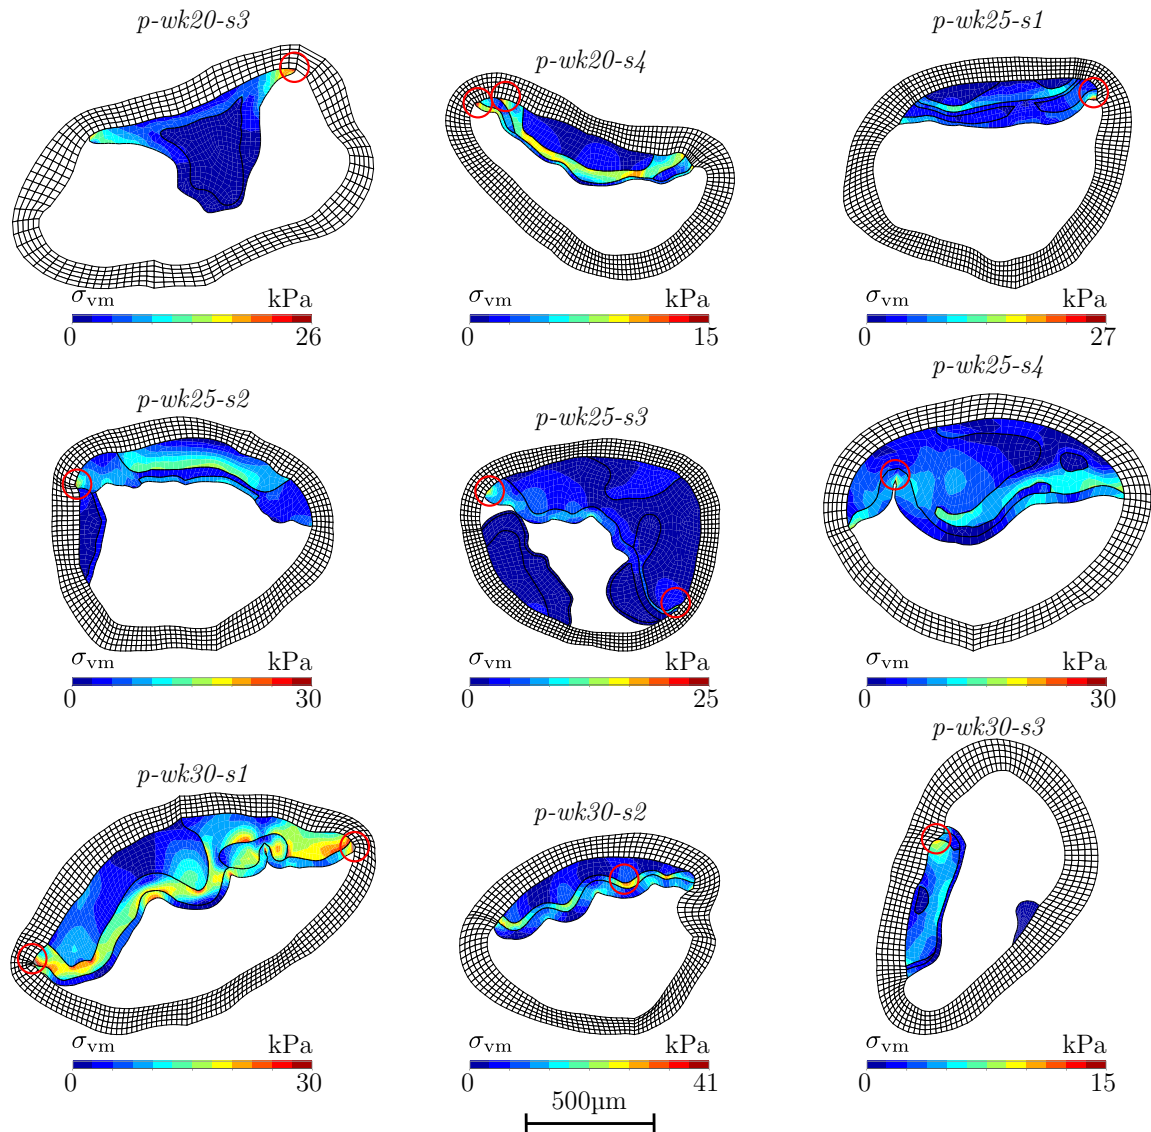 p-wk20-s3
p-wk20-s4
p-wk25-s1
σvm kPa
0 26
σvm kPa
0 15
σvm kPa
0 27
p-wk25-s2
p-wk25-s3
p-wk25-s4
σvm kPa
0 30
σvm kPa
0 25
σvm kPa
0 30
p-wk30-s1
p-wk30-s2
p-wk30-s3
σvm kPa
0 30
σvm kPa
0 41
σvm kPa
0 15
500µm